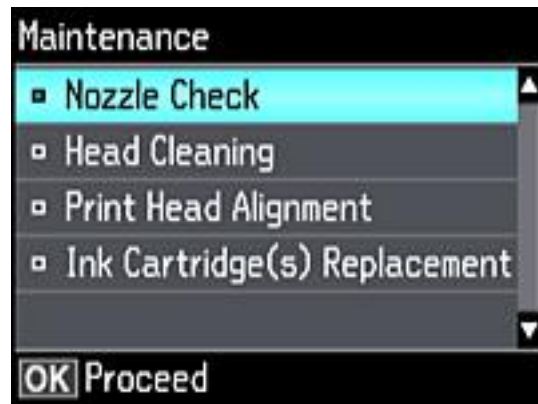 Maintenance
Nozzle Check
Head Cleaning
Print Head Alignment
Ink Cartridge(s) Replacement
OK Proceed